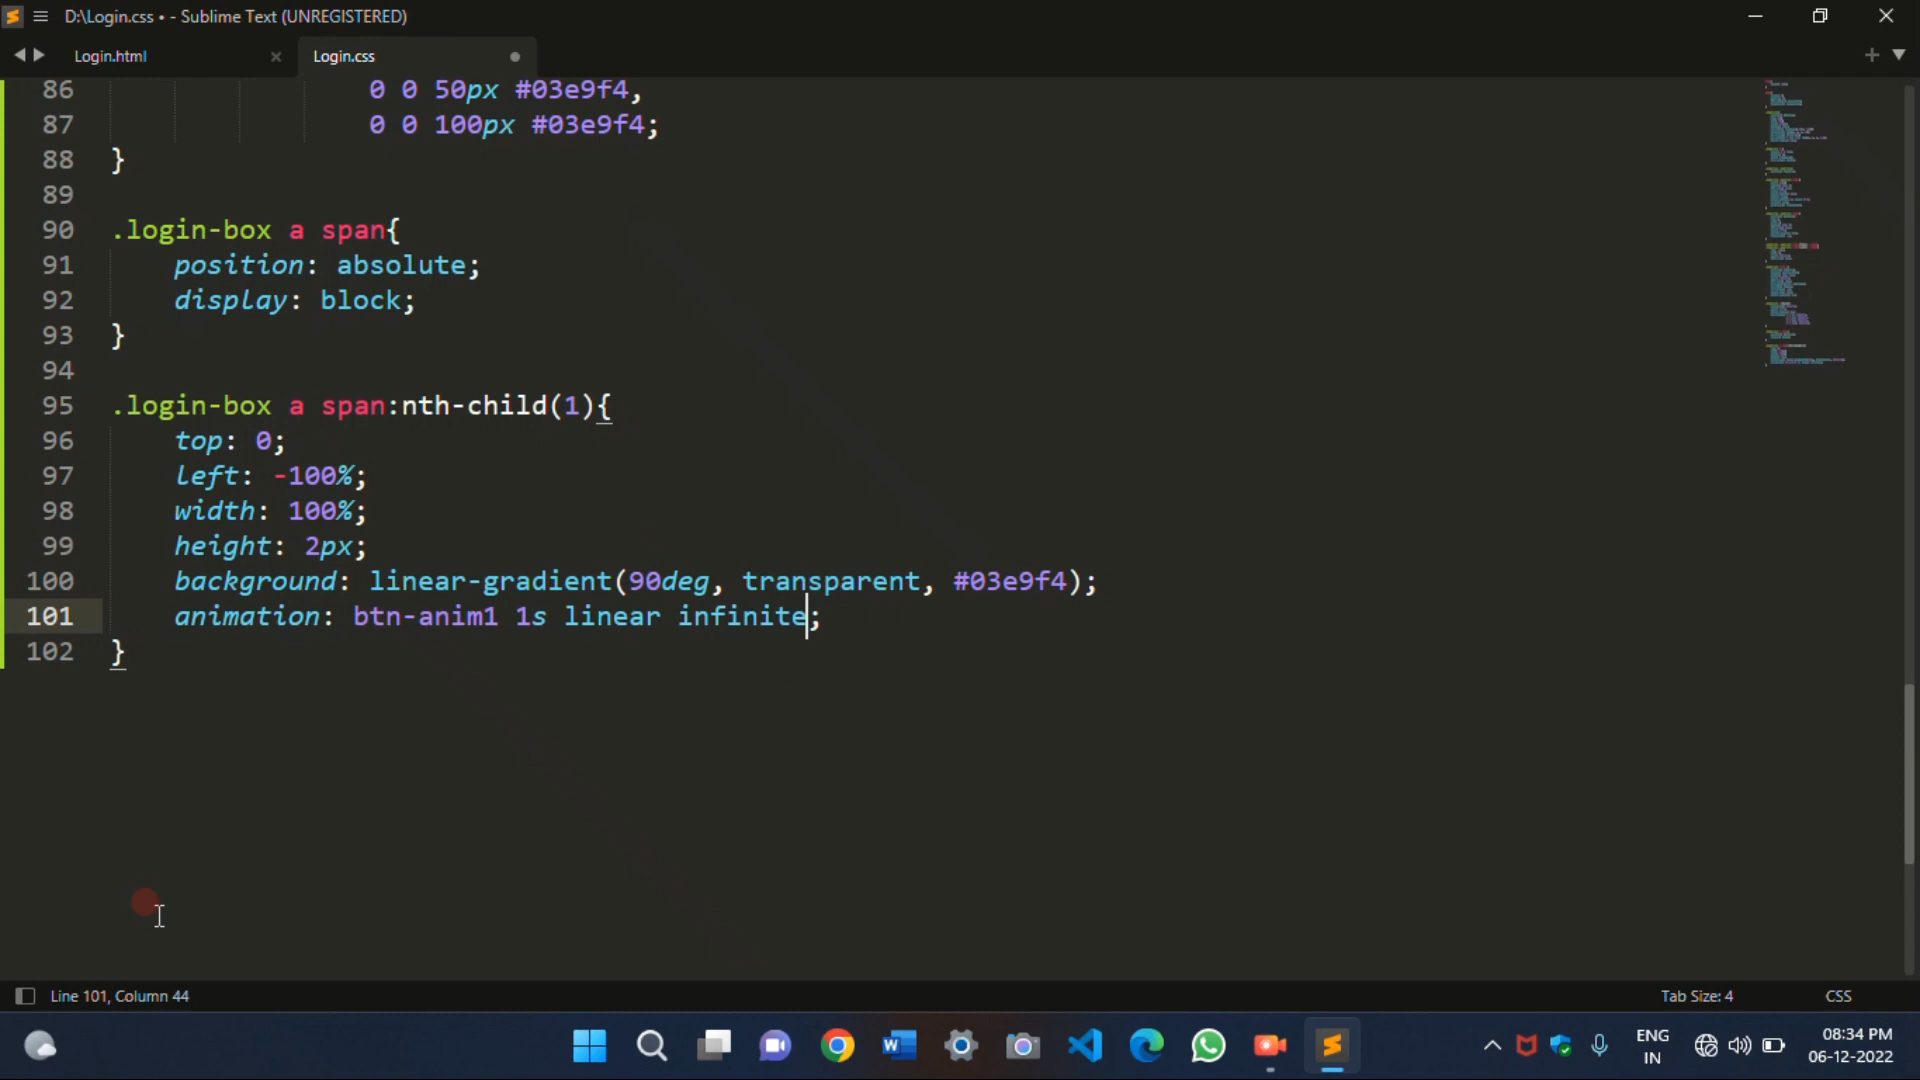 D:\Login.css • - Sublime Text (UNREGISTERED)
Login.html
Login.css
86 0 0 50px #03e9f4,
87 0 0 100px #03e9f4;
88 }
89
90 .login-box a span{
91 position: absolute;
92 display: block;
93 }
94
95 .login-box a span:nth-child(1){
96 top: 0;
97 left: -100%;
98 width: 100%;
99 height: 2px;
100 background: linear-gradient(90deg, transparent, #03e9f4);
101 animation: btn-anim1 1s linear infinite;
102 }
Line 101, Column 44
Tab Size: 4
CSS
ENG
IN
08:34 PM
06-12-2022